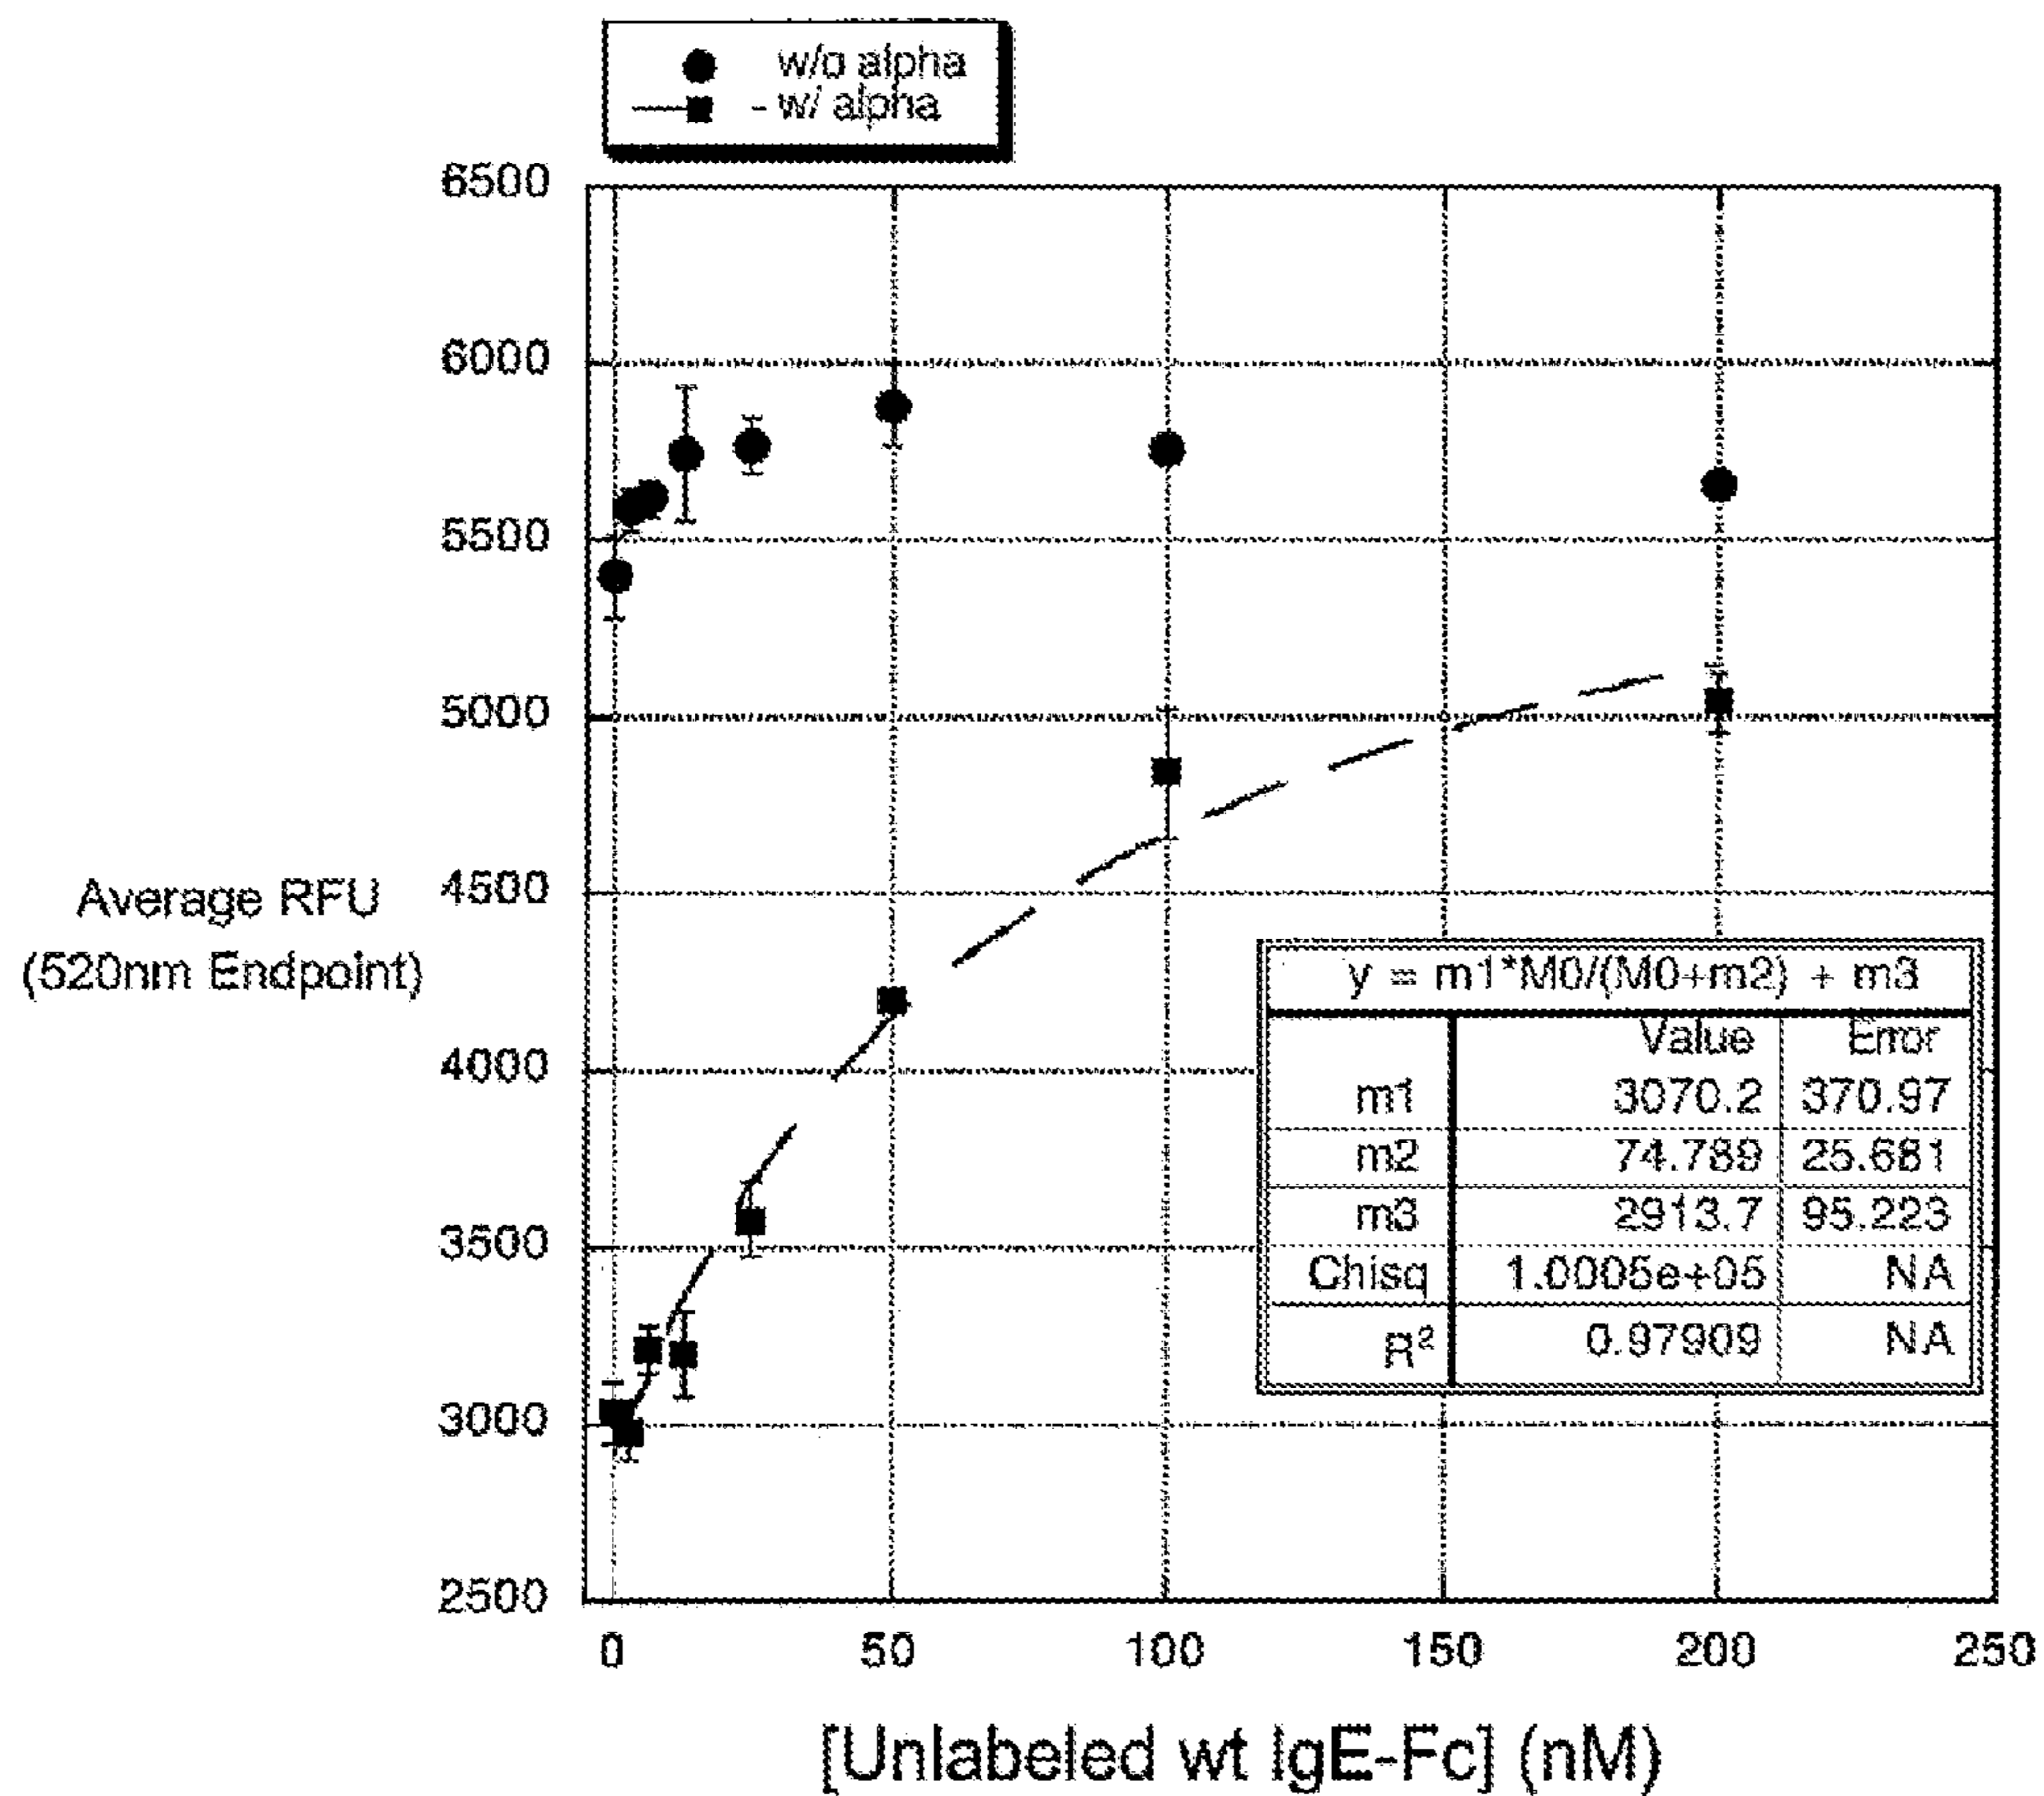 w/o alpha
- w/ alpha
6500
6000
5500
5000
4500
4000
3500
3000
2500
Average RFU
(520nm Endpoint)
y = m1*M0/(M0+m2) + m3
Value Error
m1 3070.2 370.97
m2 74.789 25.681
m3 2913.7 95.223
Chisq 1.0005e+05 NA
R² 0.97909 NA
0 50 100 150 200 250
[Unlabeled wt IgE-Fc] (nM)